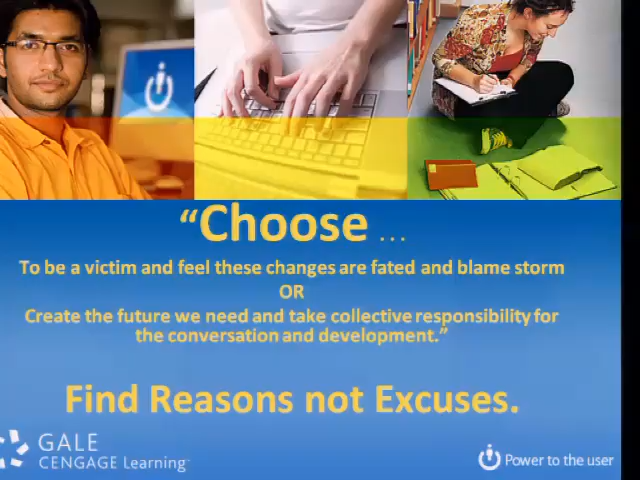 “Choose ...
To be a victim and feel these changes are fated and blame storm
OR
Create the future we need and take collective responsibility for
the conversation and development.”
Find Reasons not Excuses.
GALE
CENGAGE Learning™
Power to the user